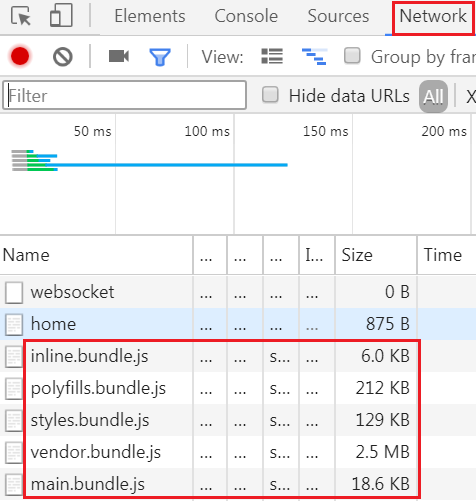 Elements Console Sources Network
View: Group by fran
Filter Hide data URLs All X
50 ms 100 ms 150 ms 200 ms
Name ... ... ... I... Size Time
websocket ... ... ... ... 0 B
home ... ... ... ... 875 B
inline.bundle.js ... ... s... ... 6.0 KB
polyfills.bundle.js ... ... s... ... 212 KB
styles.bundle.js ... ... s... ... 129 KB
vendor.bundle.js ... ... s... ... 2.5 MB
main.bundle.js ... ... s... ... 18.6 KB